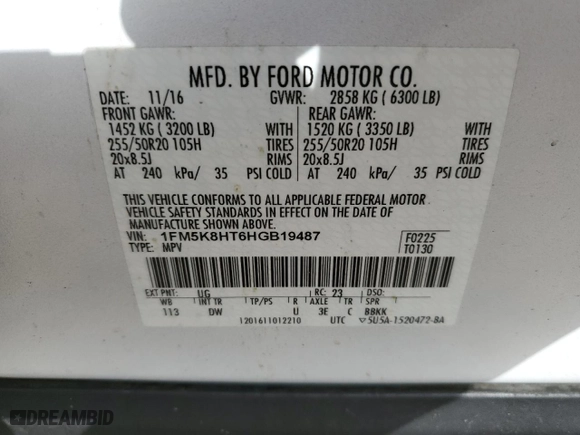 MFD. BY FORD MOTOR CO.
DATE: 11/16 GVWR: 2858 KG ( 6300 LB)
FRONT GAWR: REAR GAWR:
1452 KG ( 3200 LB) WITH 1520 KG ( 3350 LB) WITH
255/50R20 105H TIRES 255/50R20 105H TIRES
20x8.5J RIMS 20x8.5J RIMS
AT 240 kPa/ 35 PSI COLD AT 240 kPa/ 35 PSI COLD
THIS VEHICLE CONFORMS TO ALL APPLICABLE FEDERAL MOTOR
VEHICLE SAFETY STANDARDS IN EFFECT ON THE DATE OF
MANUFACTURE SHOWN ABOVE.
VIN: 1FM5K8HT6HGB19487 F0225
TYPE: MPV T0130
EXT PNT: UG RC: 23 DSO:
WB INT TR TP/PS R AXLE TR SPR
113 DW U 3E C BBKK
1201611012210 UTC 5U5A-1520472-BA
DREAMBID